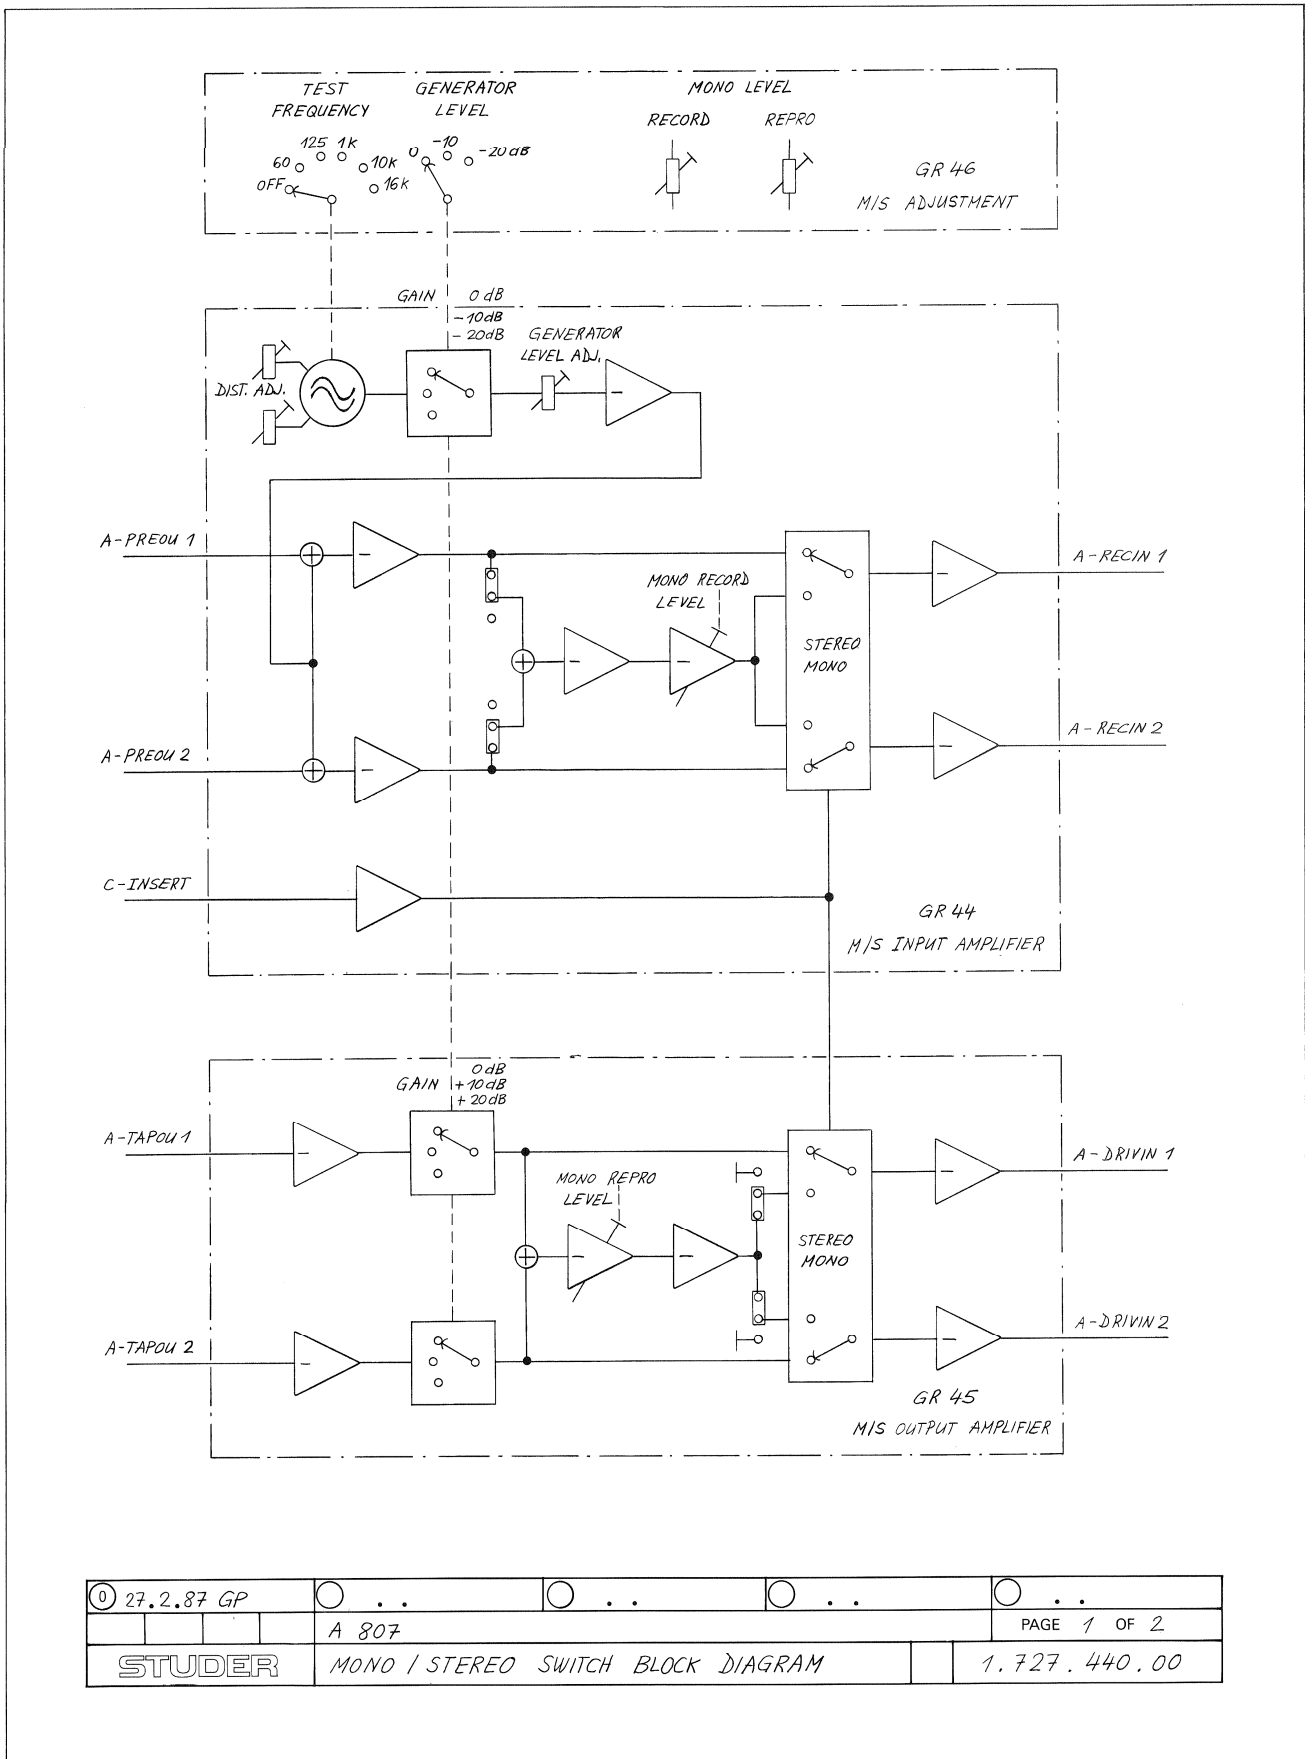 TEST FREQUENCY
GENERATOR LEVEL
MONO LEVEL
RECORD
REPRO
OFF
60
125
1k
10k
16k
0
-10
-20dB
GR 46
M/S ADJUSTMENT
GAIN
0 dB
-10dB
-20dB
GENERATOR LEVEL ADJ.
DIST. ADJ.
A-PREOU 1
A-RECIN 1
MONO RECORD LEVEL
STEREO
MONO
A-PREOU 2
A-RECIN 2
C-INSERT
GR 44
M/S INPUT AMPLIFIER
GAIN
0dB
+10dB
+20dB
A-TAPOU 1
A-DRIVIN 1
MONO REPRO LEVEL
STEREO
MONO
A-TAPOU 2
A-DRIVIN 2
GR 45
M/S OUTPUT AMPLIFIER
0 27.2.87 GP
. .
. .
. .
. .
A 807
PAGE 1 OF 2
STUDER
MONO / STEREO SWITCH BLOCK DIAGRAM
1.727.440.00